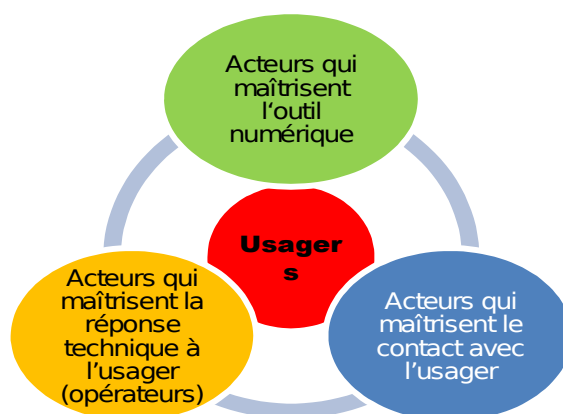 Acteurs qui
maîtrisent
l‘outil
numérique
Usager
s
Acteurs qui
maîtrisent la
réponse
technique à
l’usager
(opérateurs)
Acteurs qui
maîtrisent le
contact avec
l’usager